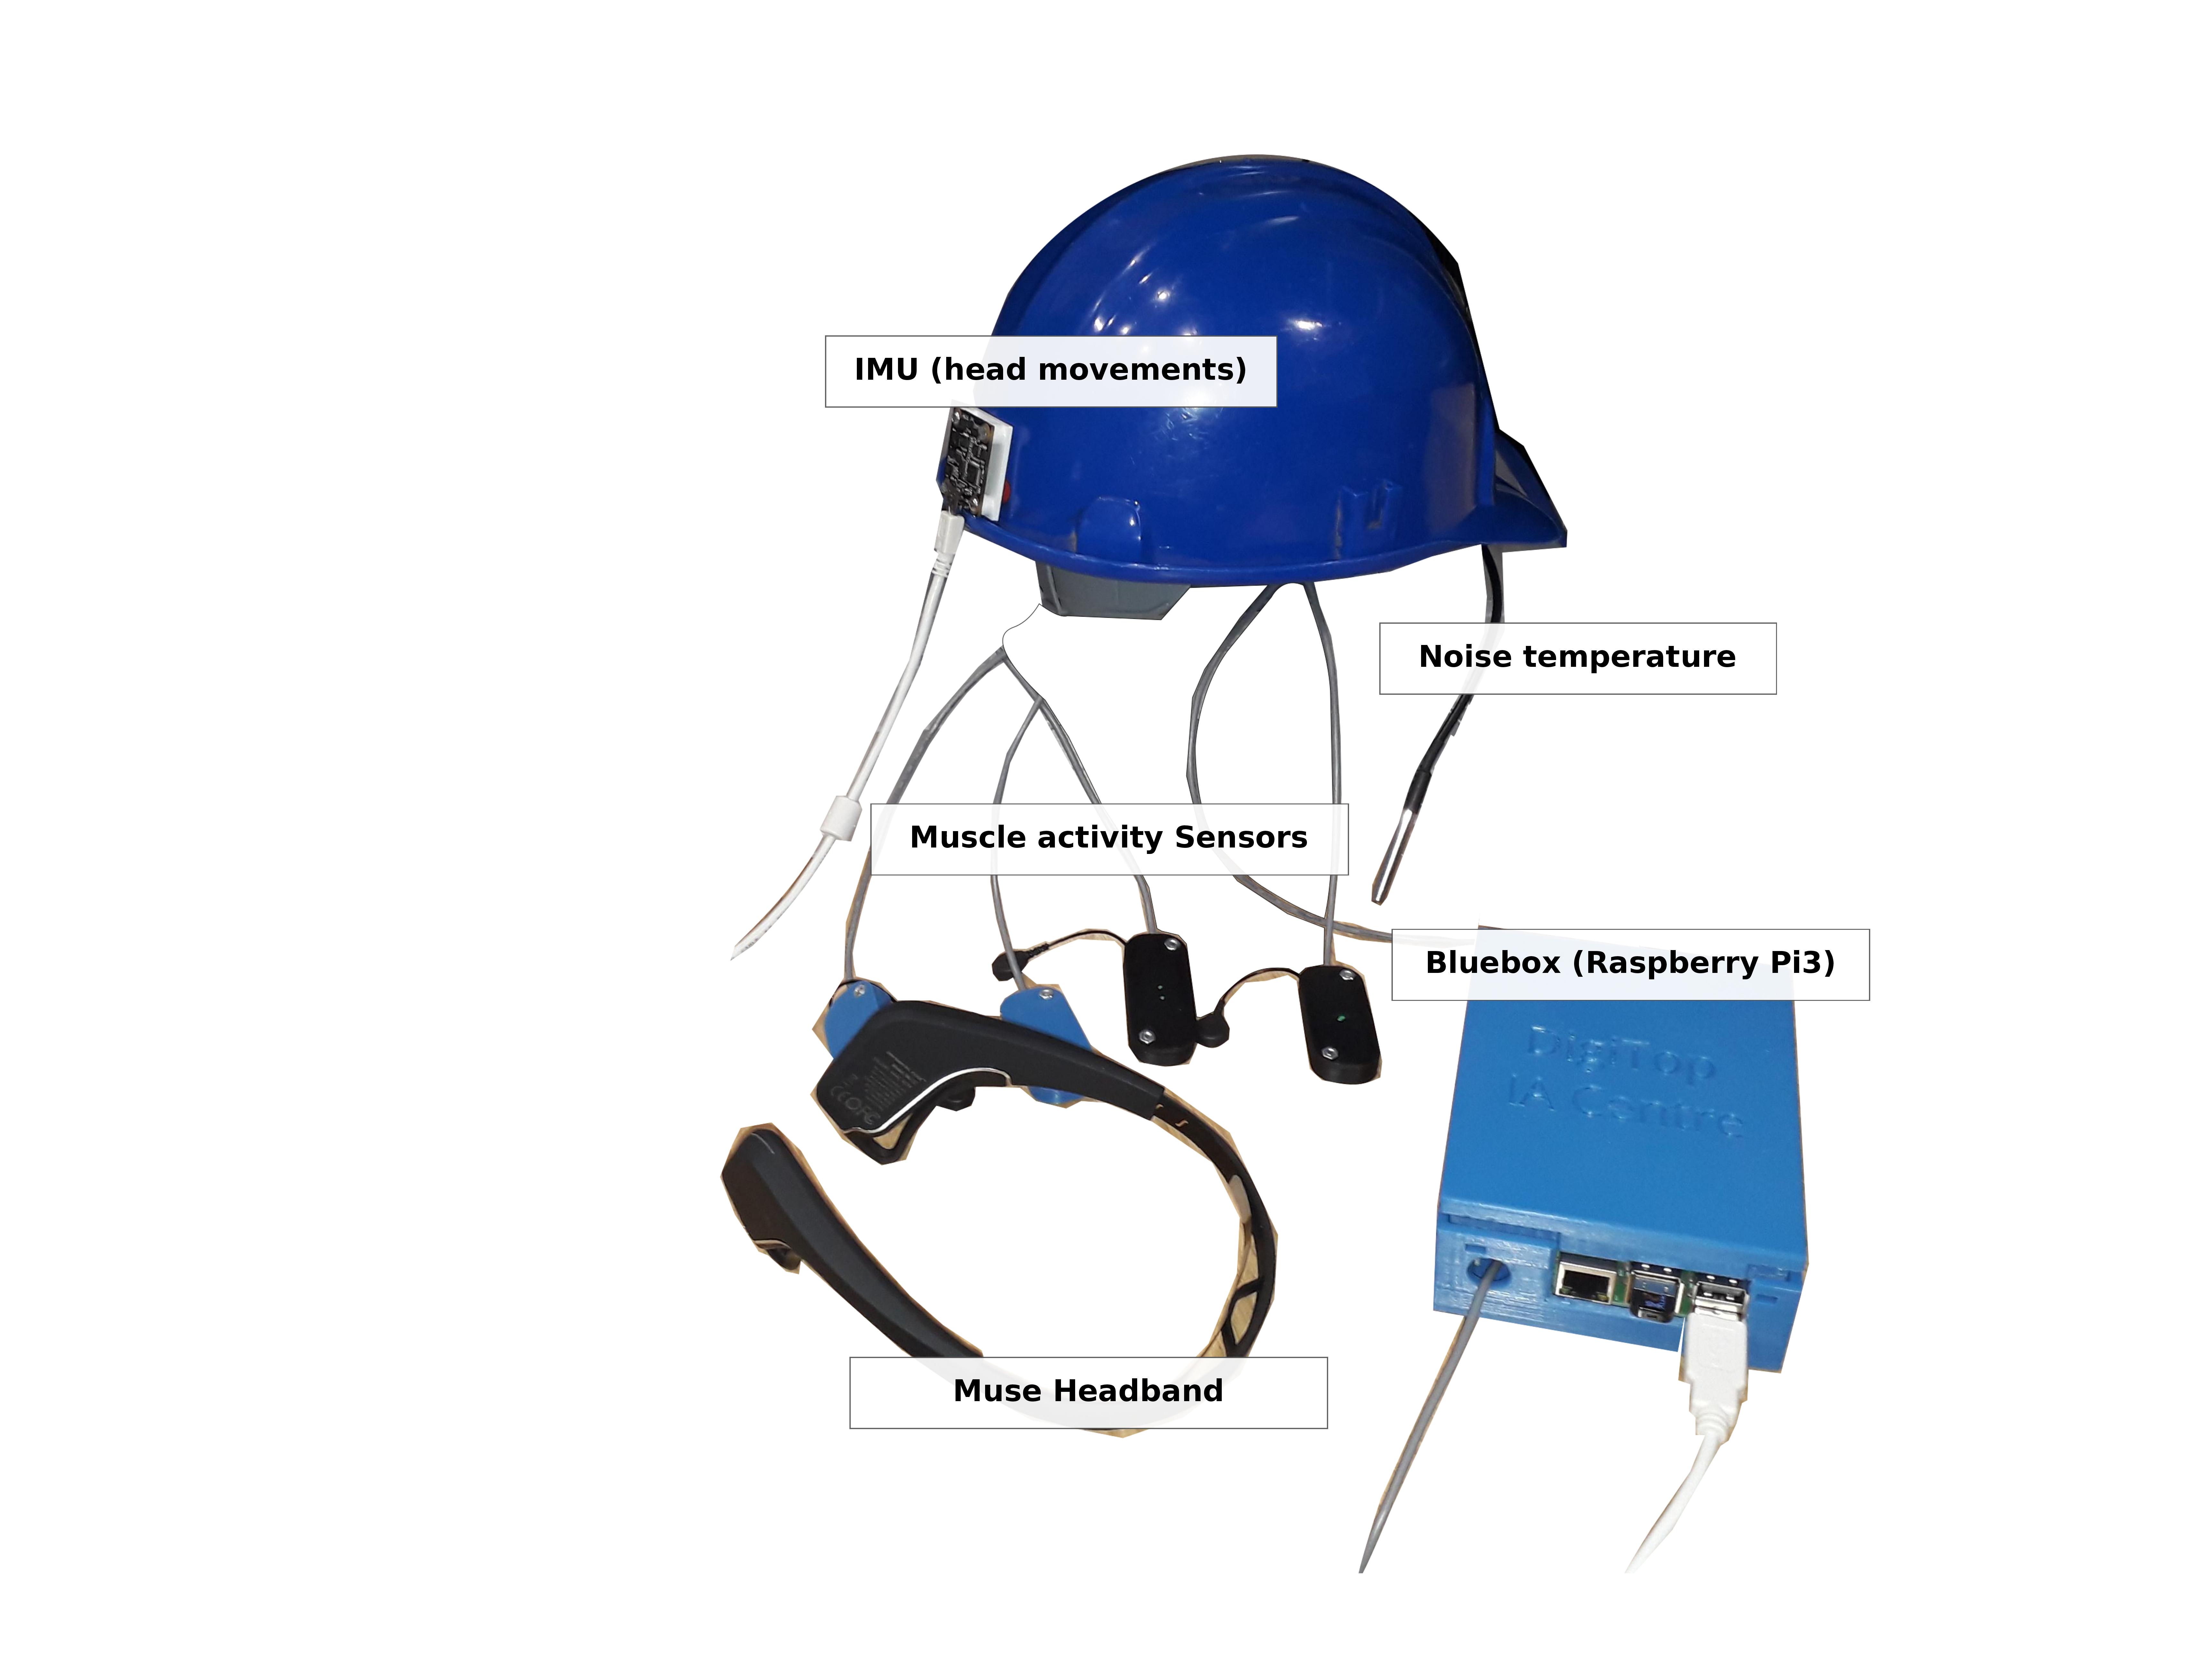 IMU (head movements)
Noise temperature
Muscle activity Sensors
Bluebox (Raspberry Pi3)
DigiTop
IA Centre
Muse Headband